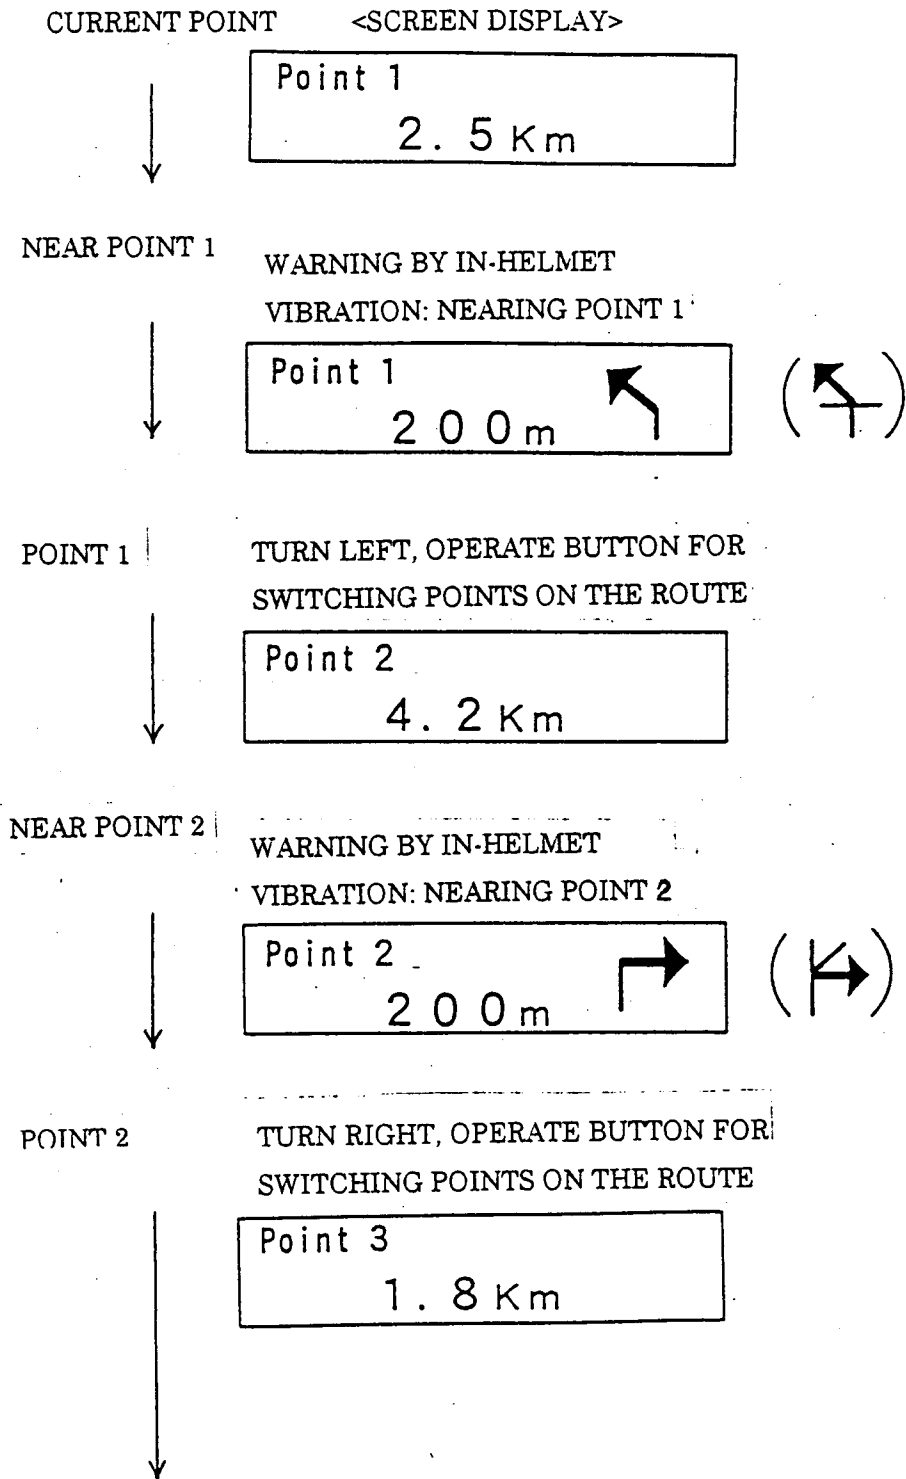 CURRENT POINT <SCREEN DISPLAY>
Point 1
2.5Km
NEAR POINT 1
WARNING BY IN-HELMET
VIBRATION: NEARING POINT 1
Point 1
200m
POINT 1
TURN LEFT, OPERATE BUTTON FOR
SWITCHING POINTS ON THE ROUTE
Point 2
4.2Km
NEAR POINT 2
WARNING BY IN-HELMET
VIBRATION: NEARING POINT 2
Point 2
200m
POINT 2
TURN RIGHT, OPERATE BUTTON FOR
SWITCHING POINTS ON THE ROUTE
Point 3
1.8Km